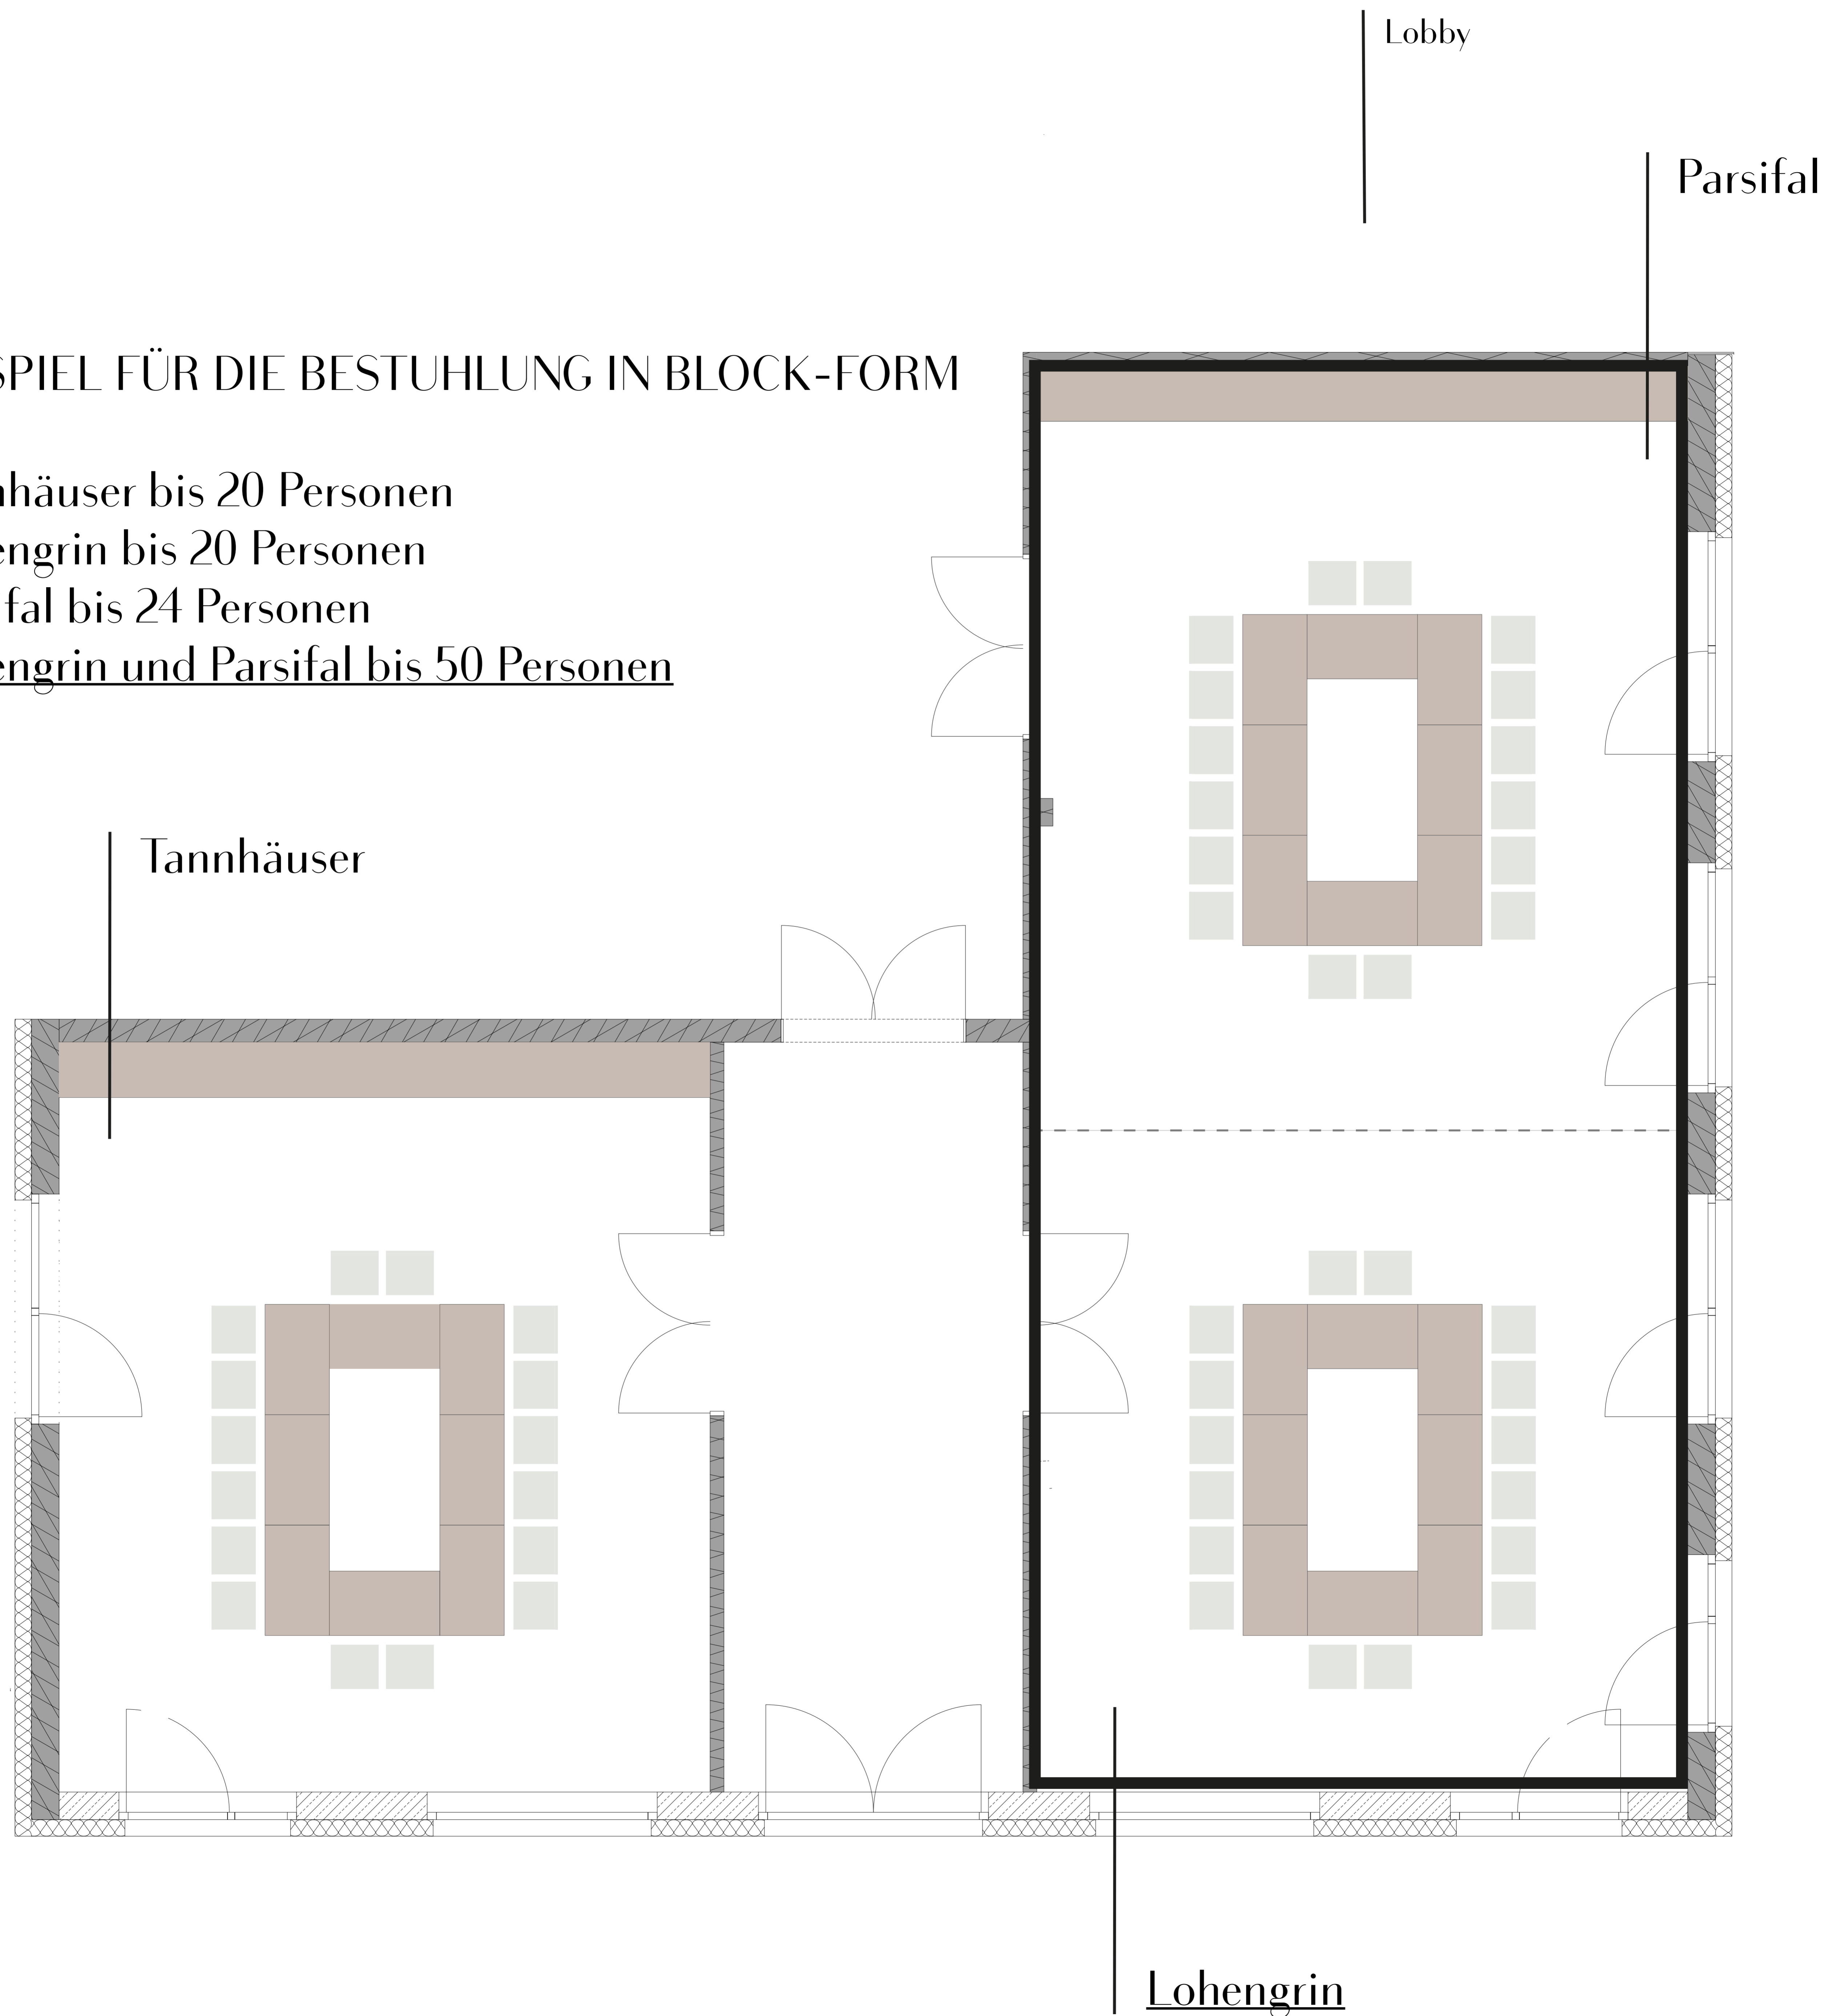 Lobby
Parsifal
SPIEL FÜR DIE BESTUHLUNG IN BLOCK-FORM
nhäuser bis 20 Personen
engrin bis 20 Personen
ifal bis 24 Personen
engrin und Parsifal bis 50 Personen
Tannhäuser
Lohengrin